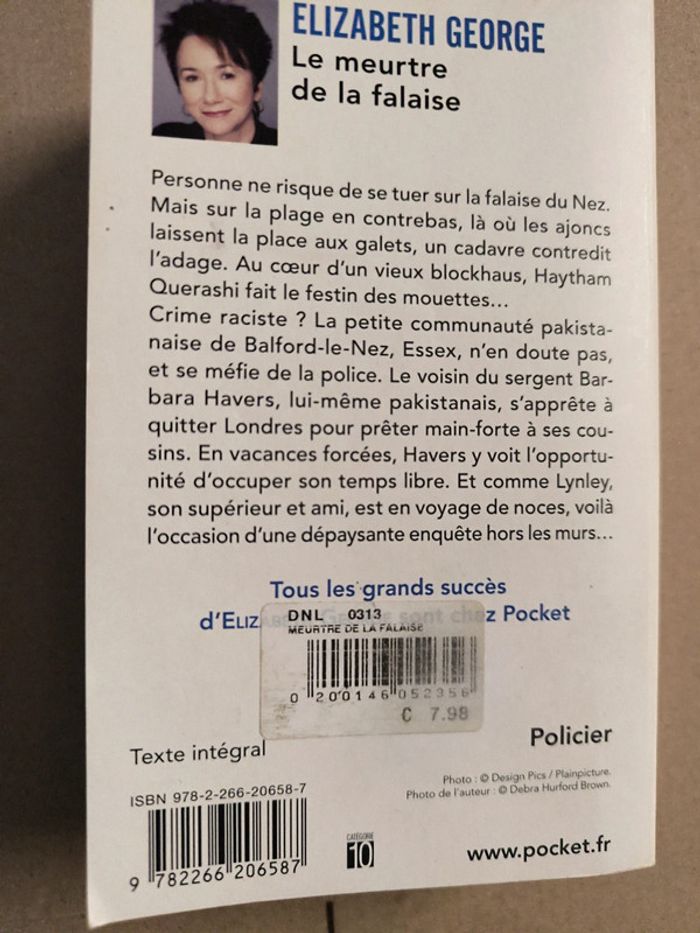 ELIZABETH GEORGE
Le meurtre
de la falaise
Personne ne risque de se tuer sur la falaise du Nez.
Mais sur la plage en contrebas, là où les ajoncs
laissent la place aux galets, un cadavre contredit
l'adage. Au cœur d'un vieux blockhaus, Haytham
Querashi fait le festin des mouettes...
Crime raciste ? La petite communauté pakista-
naise de Balford-le-Nez, Essex, n'en doute pas,
et se méfie de la police. Le voisin du sergent Bar-
bara Havers, lui-même pakistanais, s'apprête à
quitter Londres pour prêter main-forte à ses cou-
sins. En vacances forcées, Havers y voit l'opportu-
nité d'occuper son temps libre. Et comme Lynley,
son supérieur et ami, est en voyage de noces, voilà
l'occasion d'une dépaysante enquête hors les murs...
Tous les grands succès
d'ELIZABETH GEORGE sont chez Pocket
DNL 0313
MEURTRE DE LA FALAISE
0 200146 052356
€ 7.98
Texte intégral
Policier
Photo : © Design Pics / Plainpicture.
Photo de l'auteur : © Debra Hurford Brown.
ISBN 978-2-266-20658-7
9 782266 206587
CATÉGORIE
10
www.pocket.fr